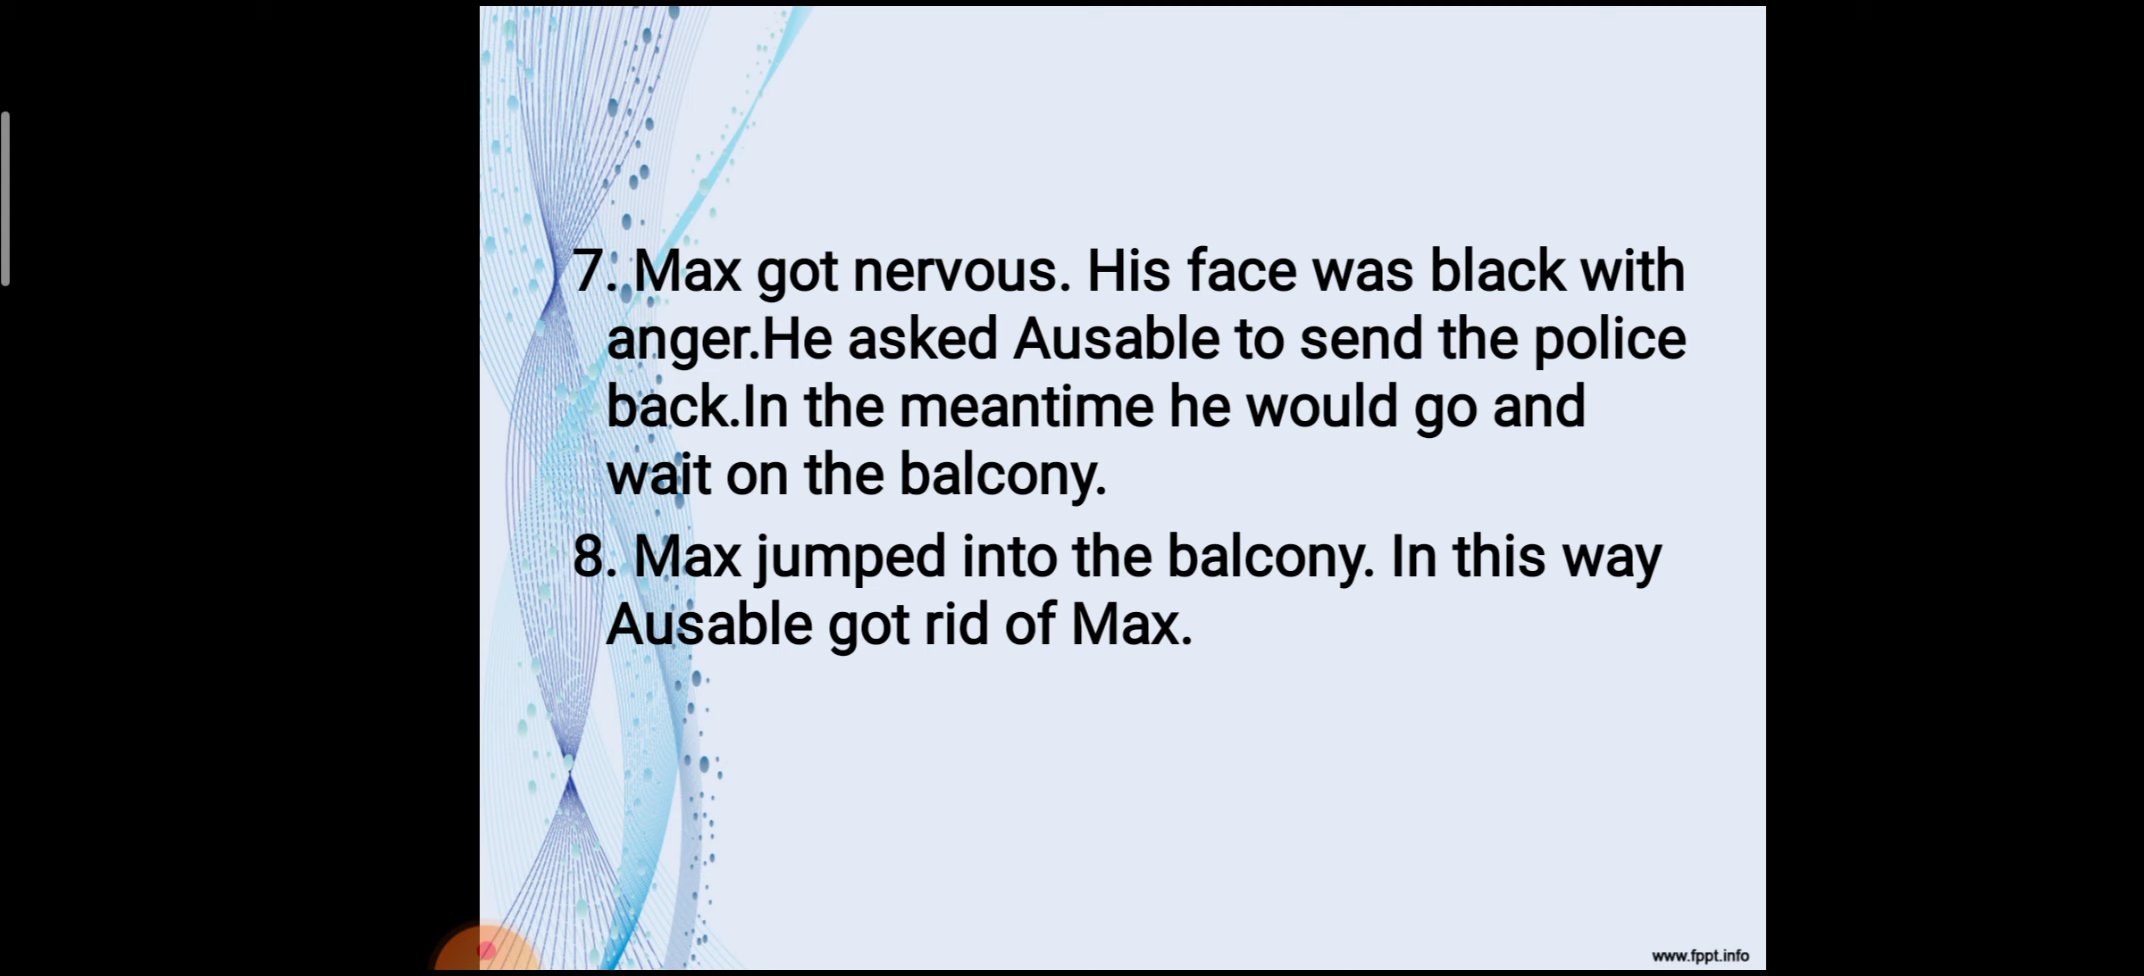 7. Max got nervous. His face was black with
anger.He asked Ausable to send the police
back.In the meantime he would go and
wait on the balcony.
8. Max jumped into the balcony. In this way
Ausable got rid of Max.
www.fppt.info